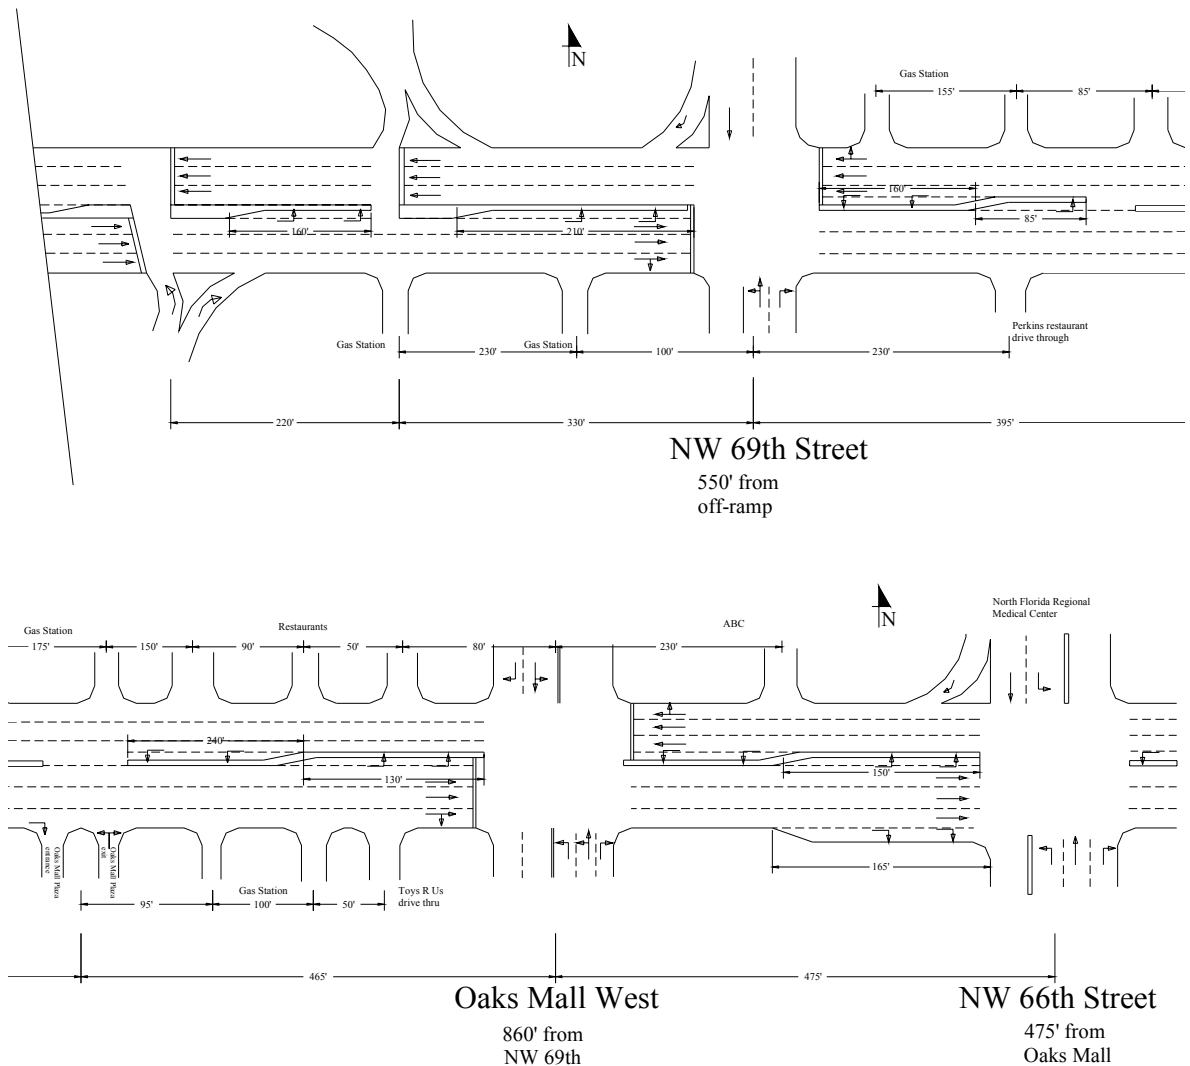 N
Gas Station
155'
85'
160'
160'
210'
85'
Gas Station
230'
Gas Station
100'
230'
Perkins restaurant
drive through
220'
330'
395'
NW 69th Street
550' from
off-ramp
N
North Florida Regional
Medical Center
Gas Station
Restaurants
ABC
175'
150'
90'
50'
80'
230'
240'
130'
150'
165'
Oaks Mall Plaza
entrance
Oaks Mall Plaza
exit
Gas Station
Toys R Us
drive thru
95'
100'
50'
465'
475'
Oaks Mall West
860' from
NW 69th
NW 66th Street
475' from
Oaks Mall